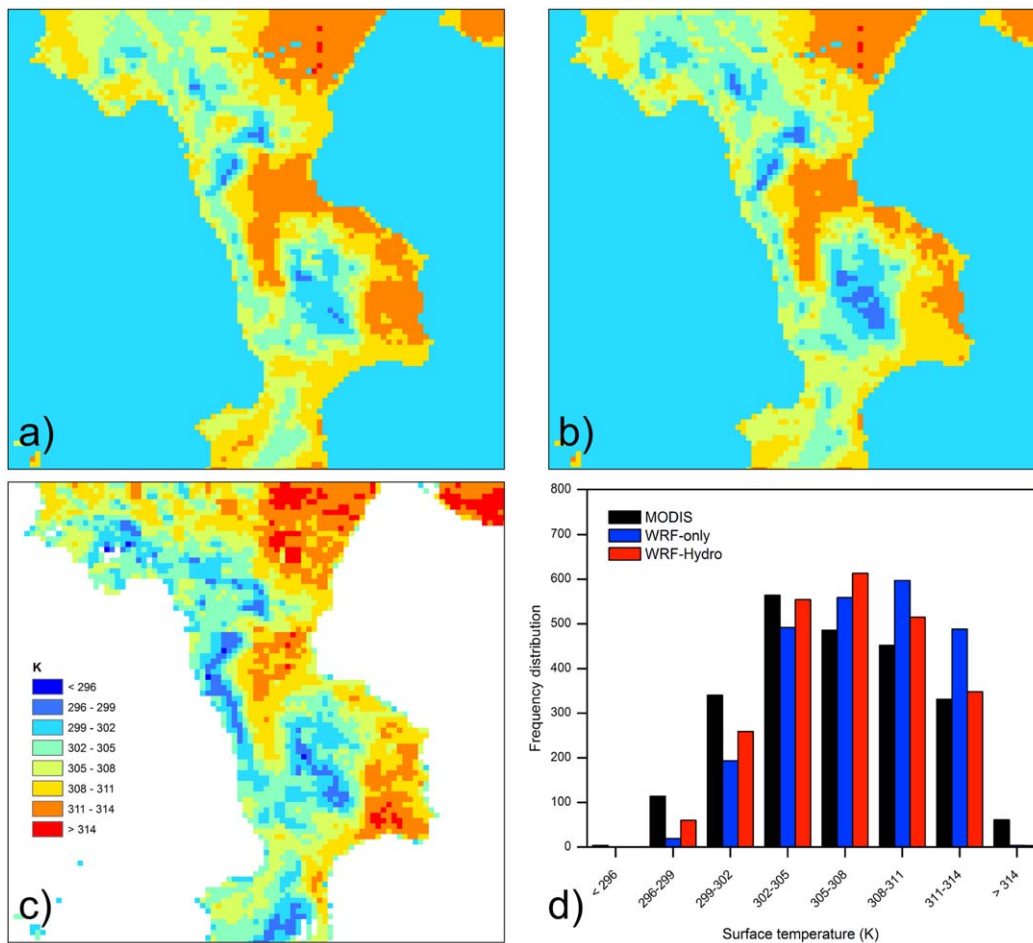 a)
b)
c)
K
< 296
296 - 299
299 - 302
302 - 305
305 - 308
308 - 311
311 - 314
> 314
d)
Frequency distribution
800
700
600
500
400
300
200
100
0
MODIS
WRF-only
WRF-Hydro
< 296
296-299
299-302
302-305
305-308
308-311
311-314
> 314
Surface temperature (K)